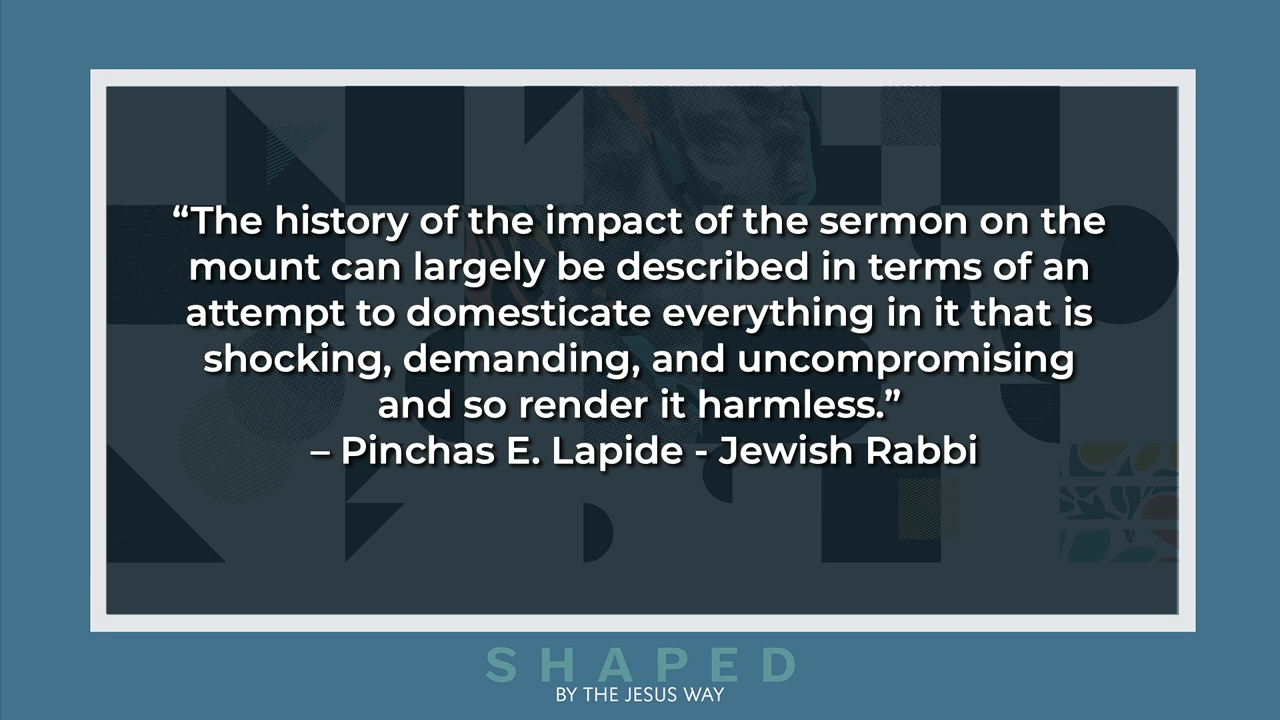 “The history of the impact of the sermon on the
mount can largely be described in terms of an
attempt to domesticate everything in it that is
shocking, demanding, and uncompromising
and so render it harmless.”
– Pinchas E. Lapide - Jewish Rabbi
SHAPED
BY THE JESUS WAY